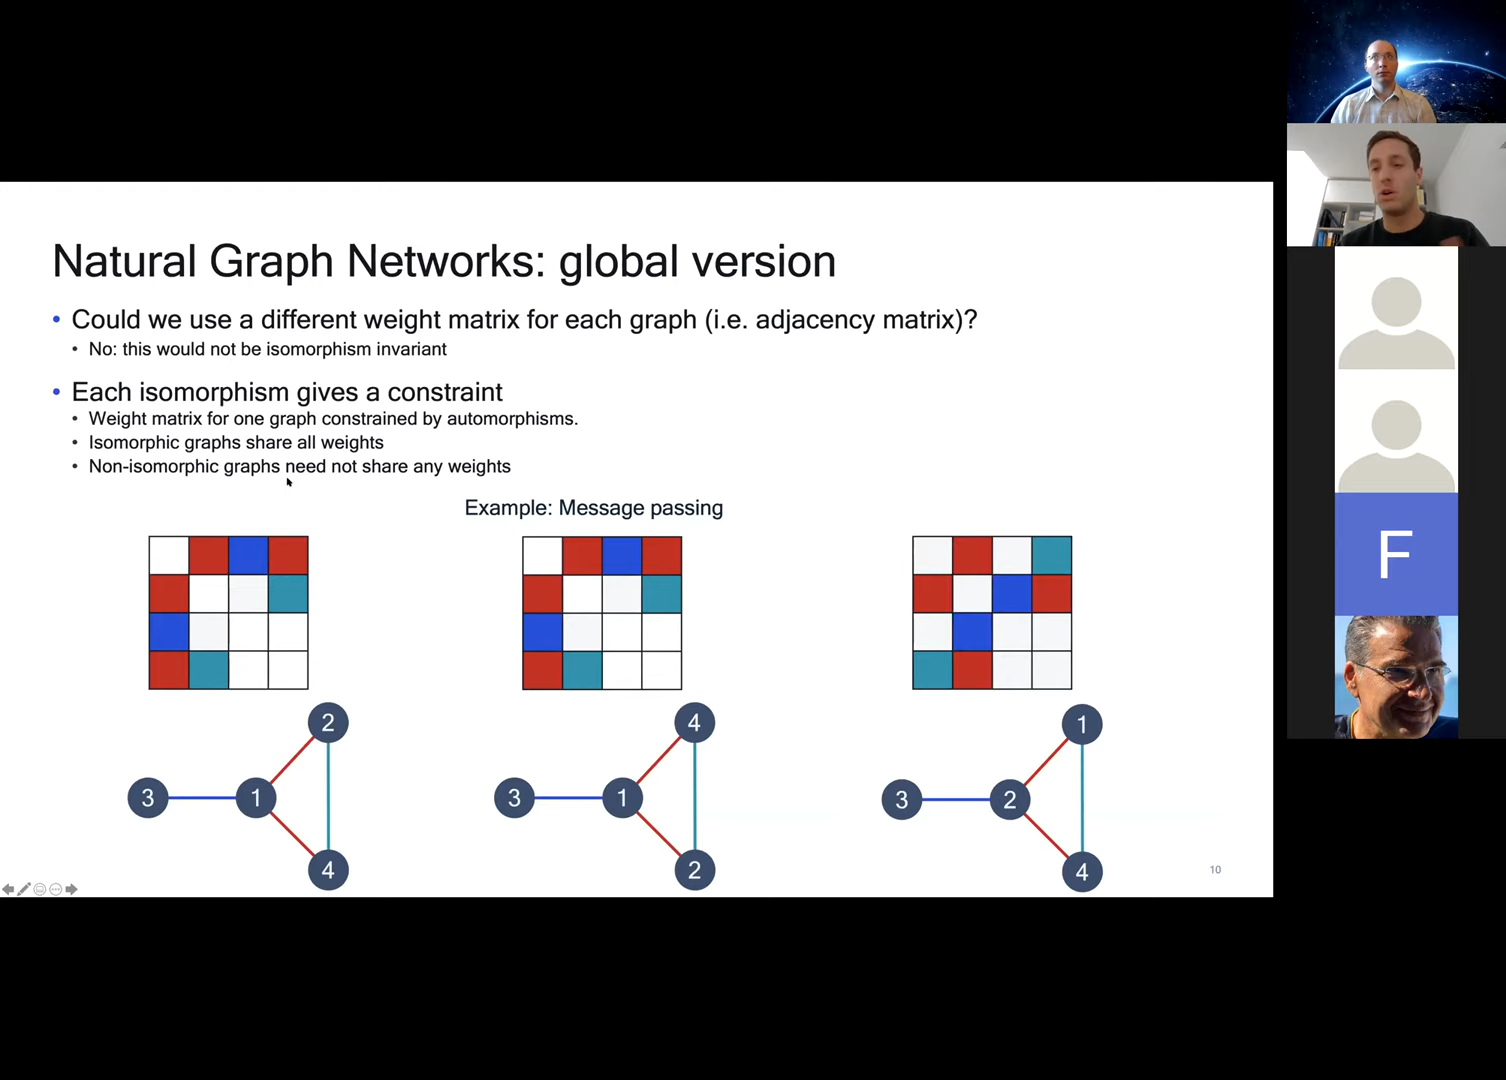 Natural Graph Networks: global version
• Could we use a different weight matrix for each graph (i.e. adjacency matrix)?
• No: this would not be isomorphism invariant
• Each isomorphism gives a constraint
• Weight matrix for one graph constrained by automorphisms.
• Isomorphic graphs share all weights
• Non-isomorphic graphs need not share any weights
Example: Message passing
2
3 1
4
4
3 1
2
1
3 2
4
10
F